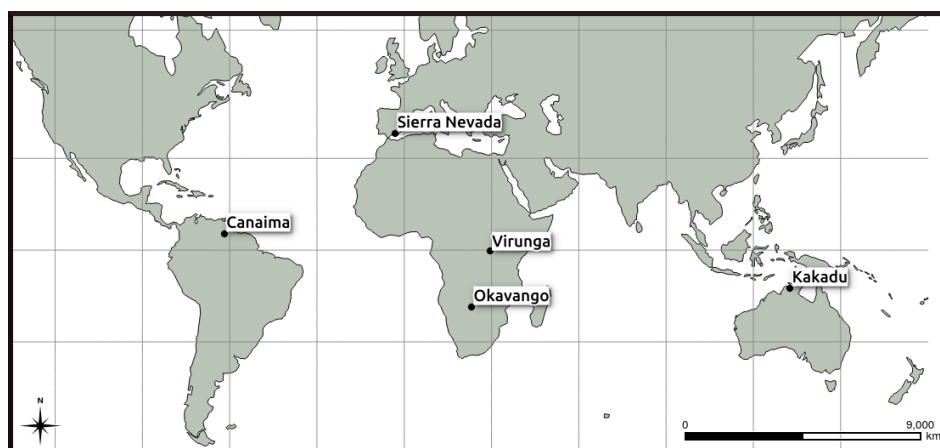 Sierra Nevada
Canaima
Virunga
Kakadu
Okavango
N
0 9,000
km